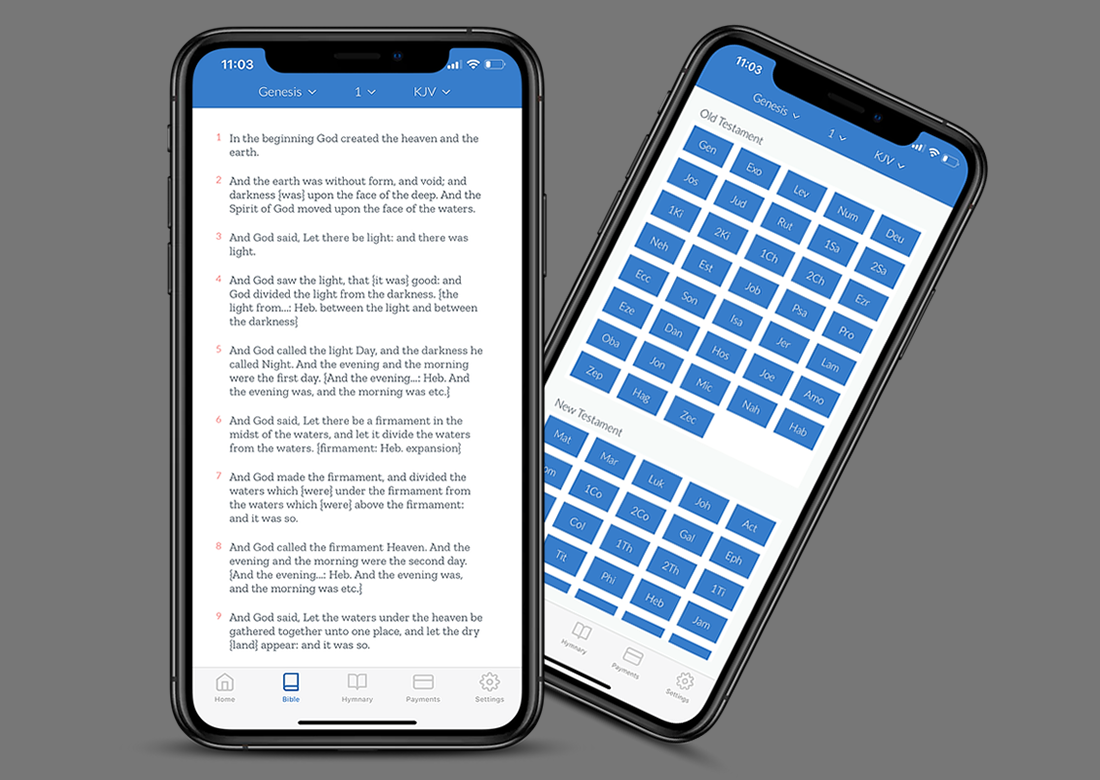 11:03
Genesis 1 KJV
1 In the beginning God created the heaven and the
earth.
2 And the earth was without form, and void; and
darkness {was} upon the face of the deep. And the
Spirit of God moved upon the face of the waters.
3 And God said, Let there be light: and there was
light.
4 And God saw the light, that {it was} good: and
God divided the light from the darkness. {the
light from...: Heb. between the light and between
the darkness}
5 And God called the light Day, and the darkness he
called Night. And the evening and the morning
were the first day. {And the evening...: Heb. And
the evening was, and the morning was etc.}
6 And God said, Let there be a firmament in the
midst of the waters, and let it divide the waters
from the waters. {firmament: Heb. expansion}
7 And God made the firmament, and divided the
waters which {were} under the firmament from
the waters which {were} above the firmament:
and it was so.
8 And God called the firmament Heaven. And the
evening and the morning were the second day.
{And the evening...: Heb. And the evening was,
and the morning was etc.}
9 And God said, Let the waters under the heaven be
gathered together unto one place, and let the dry
{land} appear: and it was so.
Home Bible Hymnary Payments Settings
11:03
Genesis 1 KJV
Old Testament
Gen Exo Lev Num Deu
Jos Jud Rut 1Sa 2Sa
1Ki 2Ki 1Ch 2Ch Ezr
Neh Est Job Psa Pro
Ecc Son Isa Jer Lam
Eze Dan Hos Joe Amo
Oba Jon Mic Nah Hab
Zep Hag Zec
New Testament
Mat Mar Luk Joh Act
1Co 2Co Gal Eph
Col 1Th 2Th 1Ti
Tit Phi Heb Jam
Hymnary Payments Settings